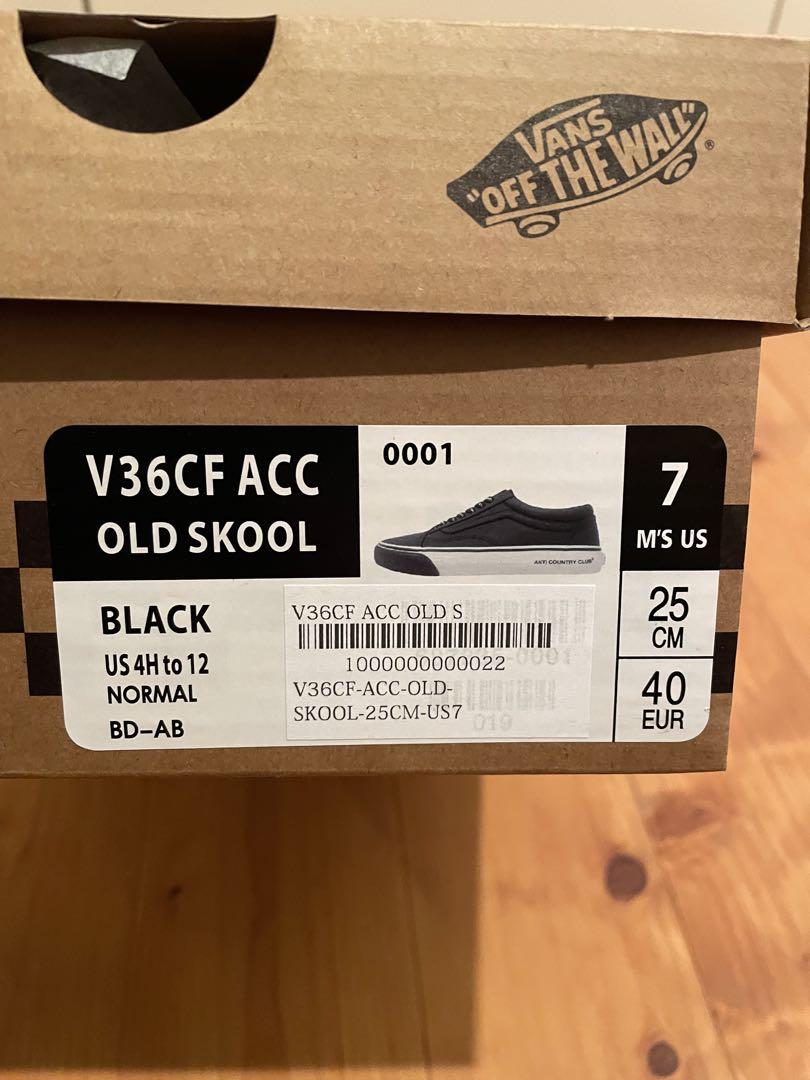 VANS
"OFF THE WALL"®
V36CF ACC
OLD SKOOL
0001
ANTI COUNTRY CLUB
7
M'S US
BLACK
US 4H to 12
NORMAL
BD-AB
V36CF ACC OLD S
1000000000022
V36CF-ACC-OLD-
SKOOL-25CM-US7
019
25
CM
40
EUR